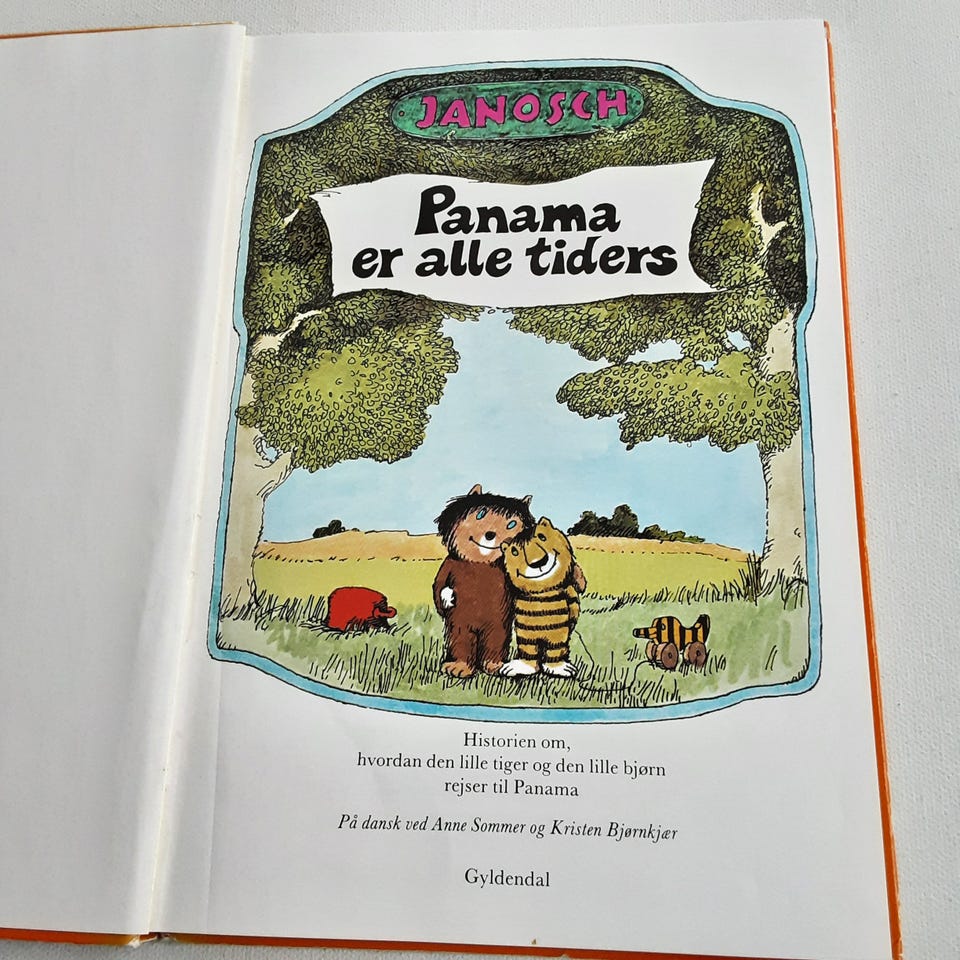 JANOSCH
Panama
er alle tiders
Historien om,
hvordan den lille tiger og den lille bjørn
rejser til Panama
På dansk ved Anne Sommer og Kristen Bjørnkjær
Gyldendal